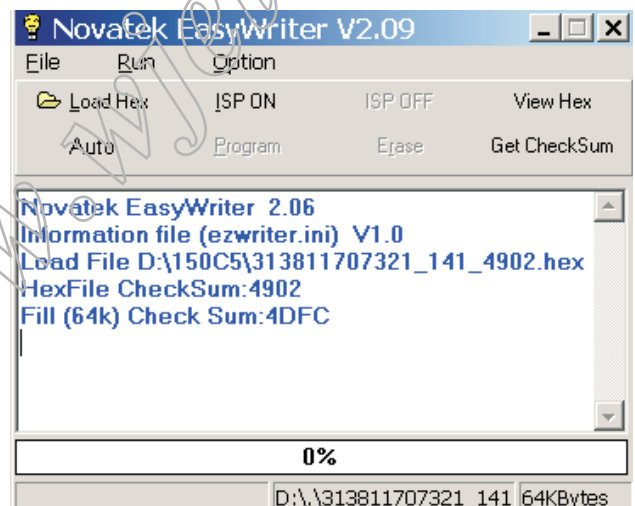 Novatek EasyWriter V2.09
File Run Option
Load Hex ISP ON ISP OFF View Hex
Auto Program Erase Get CheckSum
Novatek EasyWriter 2.06
Information file (ezwriter.ini) V1.0
Load File D:\150C5\313811707321_141_4902.hex
HexFile CheckSum:4902
Fill (64k) Check Sum:4DFC
0%
D:\.\313811707321_141 64KBytes